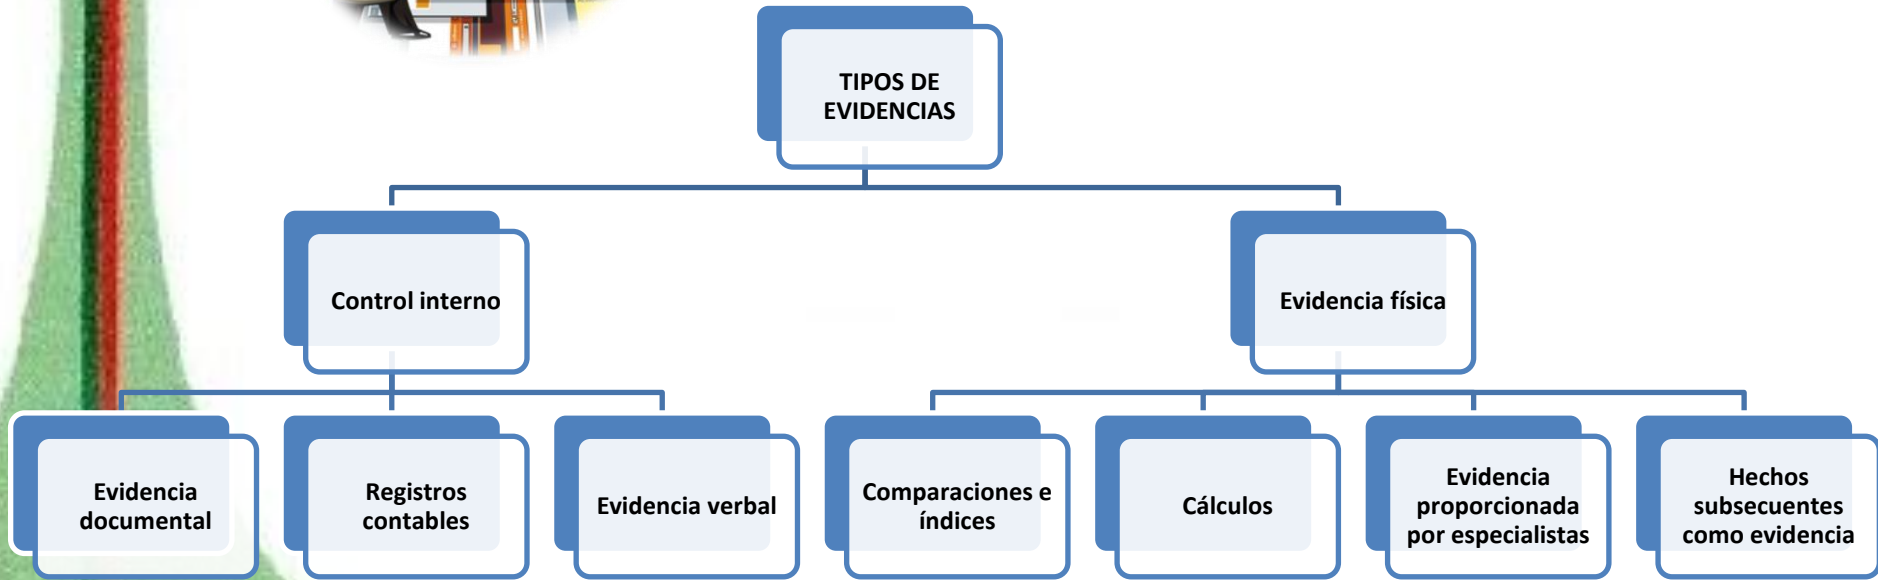 TIPOS DE
EVIDENCIAS
Control interno
Evidencia física
Evidencia
documental
Registros
contables
Evidencia verbal
Comparaciones e
índices
Cálculos
Evidencia
proporcionada
por especialistas
Hechos
subsecuentes
como evidencia